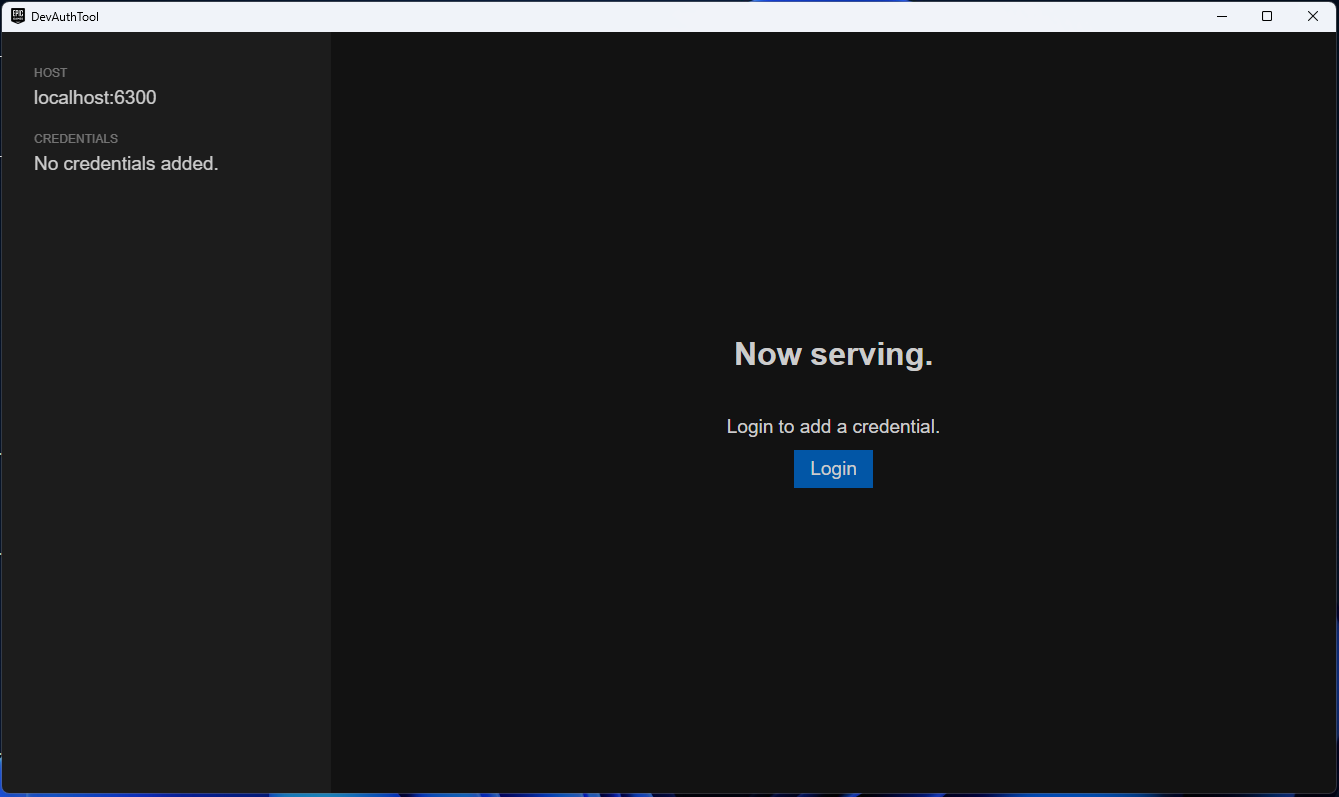 DevAuthTool
HOST
localhost:6300
CREDENTIALS
No credentials added.
Now serving.
Login to add a credential.
Login